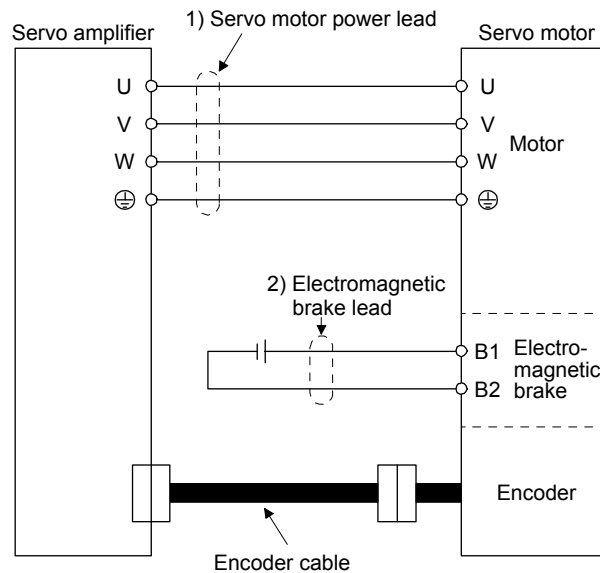 1) Servo motor power lead
Servo amplifier
Servo motor
U
U
V
V
Motor
W
W
2) Electromagnetic
brake lead
B1
Electro-
magnetic
brake
B2
Encoder
Encoder cable